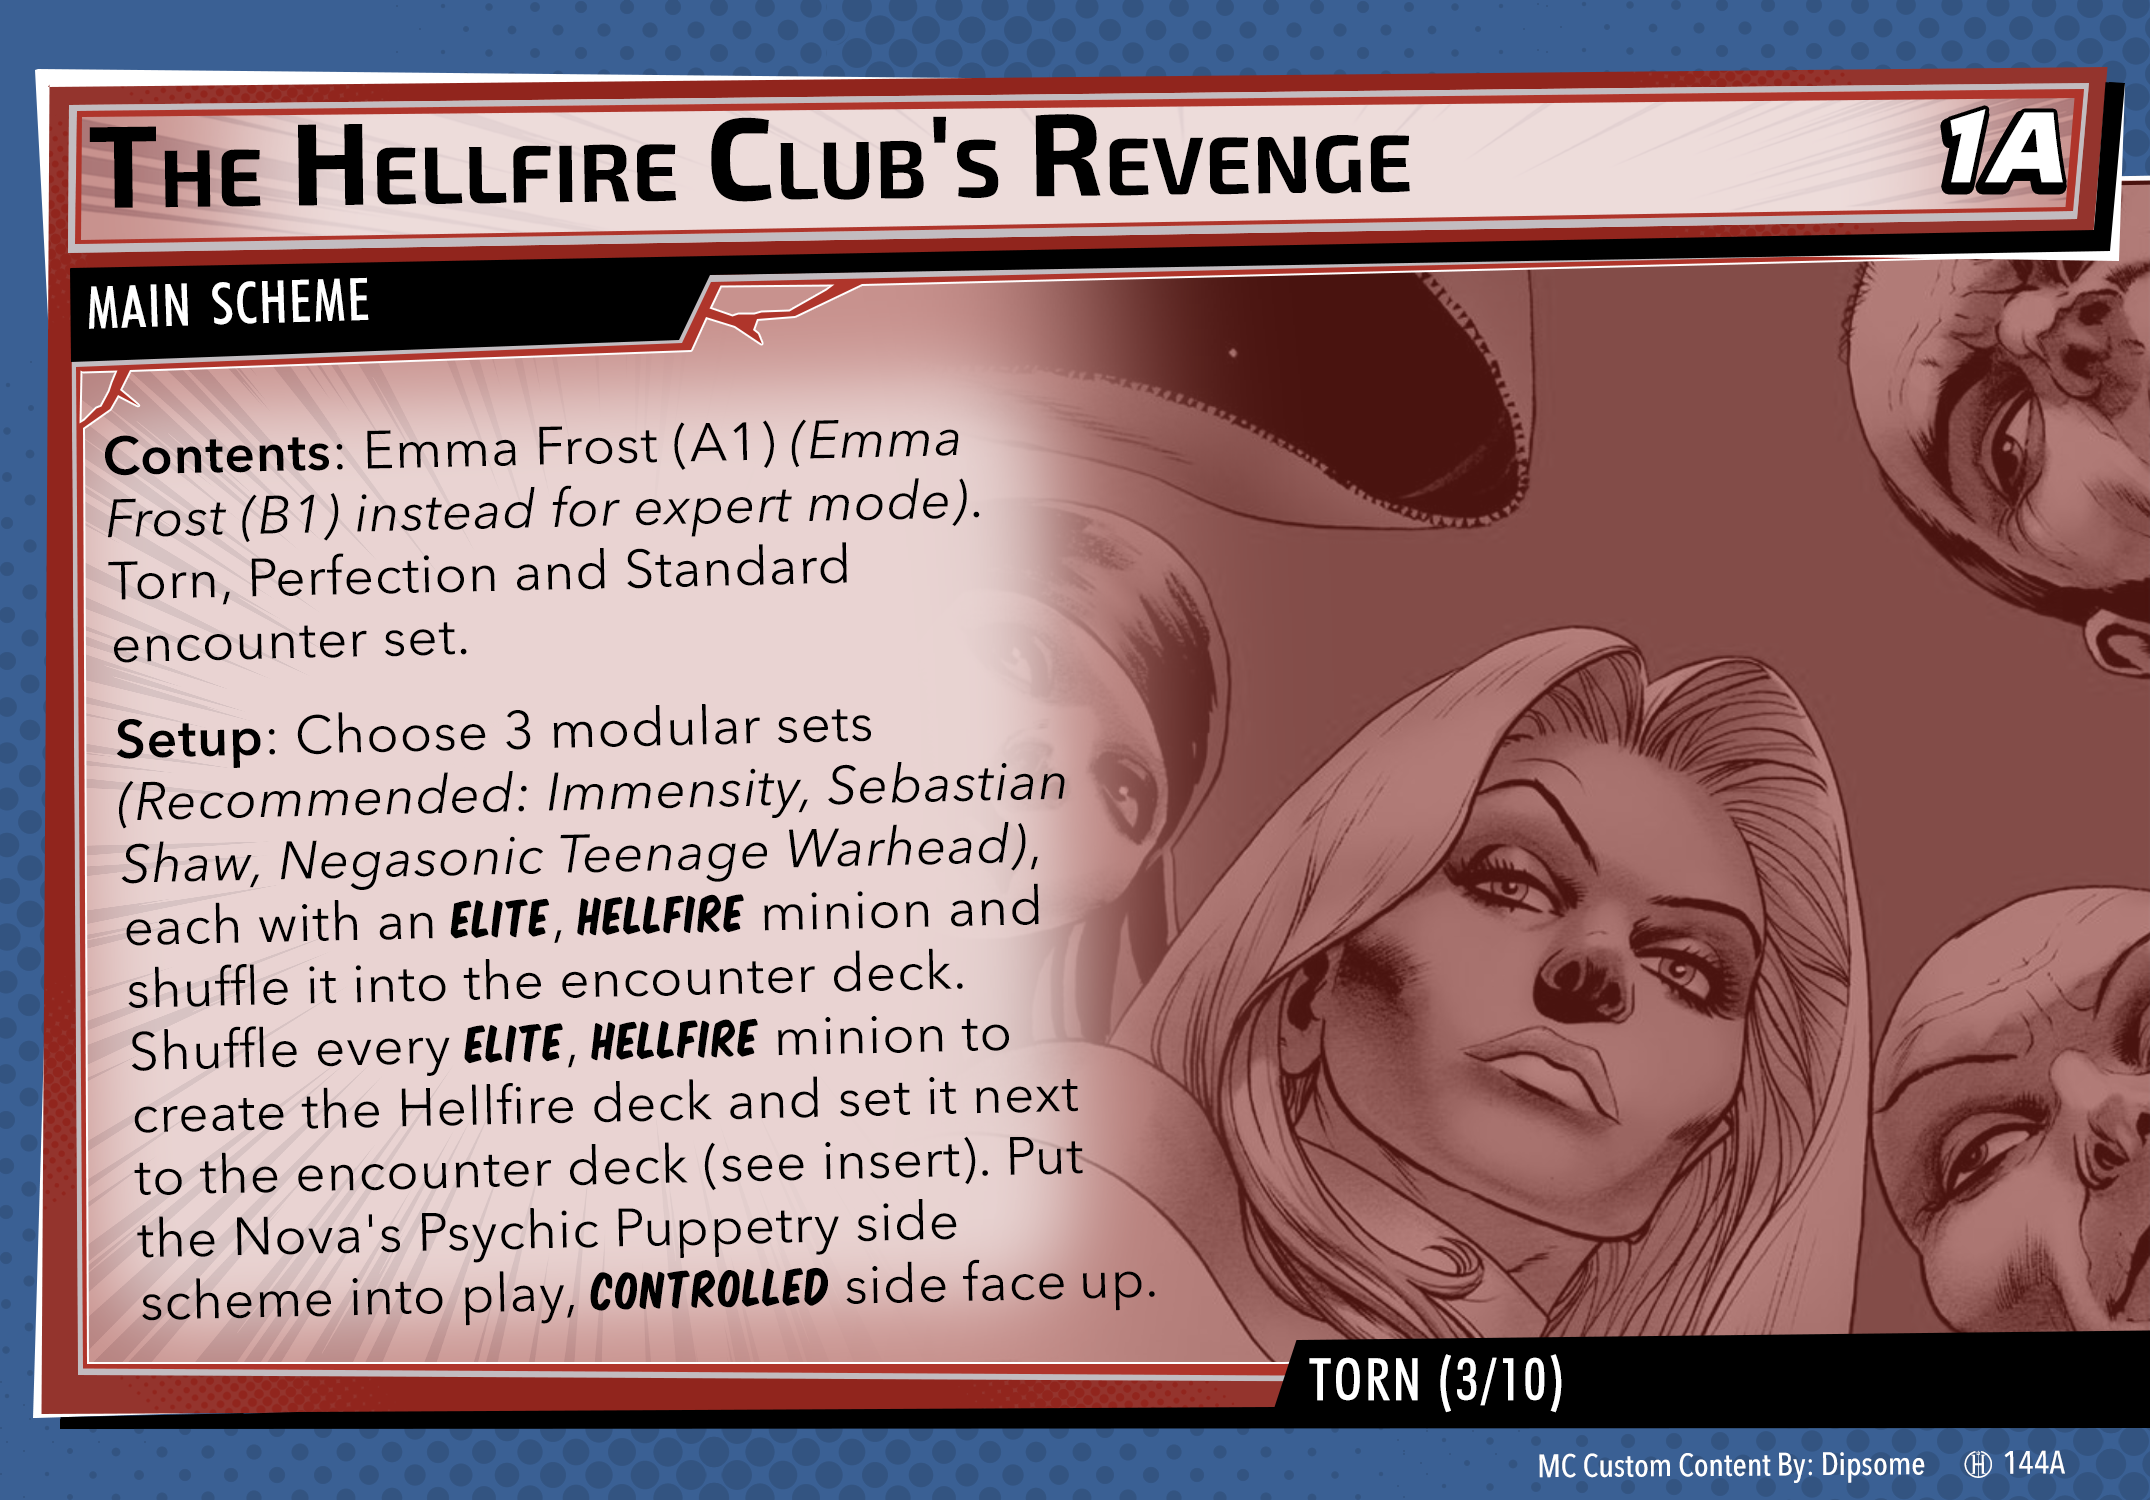 THE HELLFIRE CLUB'S REVENGE
1A
MAIN SCHEME
Contents: Emma Frost (A1) (Emma
Frost (B1) instead for expert mode).
Torn, Perfection and Standard
encounter set.
Setup: Choose 3 modular sets
(Recommended: Immensity, Sebastian
Shaw, Negasonic Teenage Warhead),
each with an ELITE, HELLFIRE minion and
shuffle it into the encounter deck.
Shuffle every ELITE, HELLFIRE minion to
create the Hellfire deck and set it next
to the encounter deck (see insert). Put
the Nova's Psychic Puppetry side
scheme into play, CONTROLLED side face up.
TORN (3/10)
MC Custom Content By: Dipsome
144A